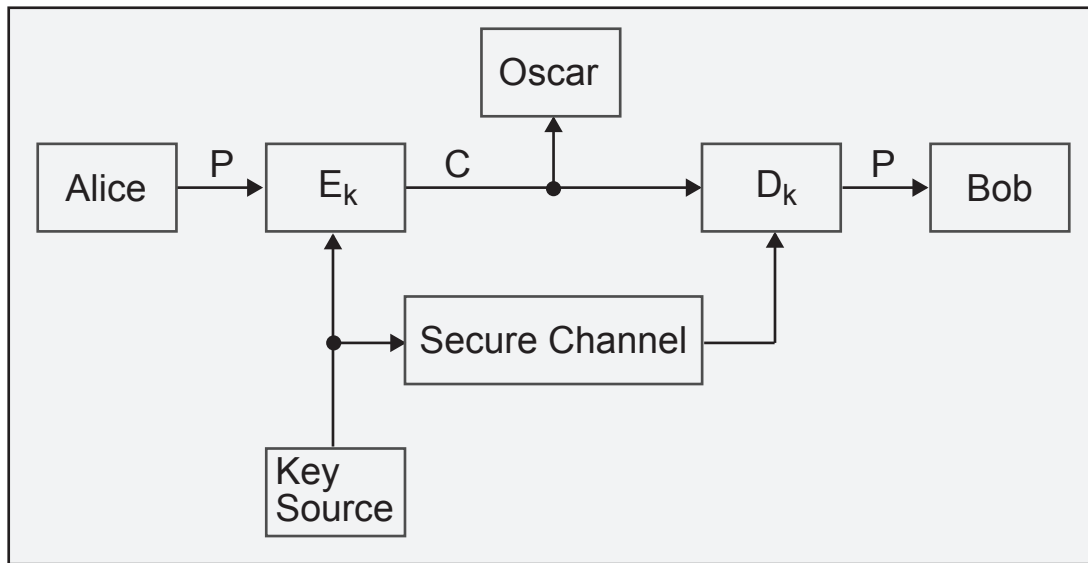 Oscar
Alice
P
Eₖ
C
Dₖ
P
Bob
Secure Channel
Key
Source